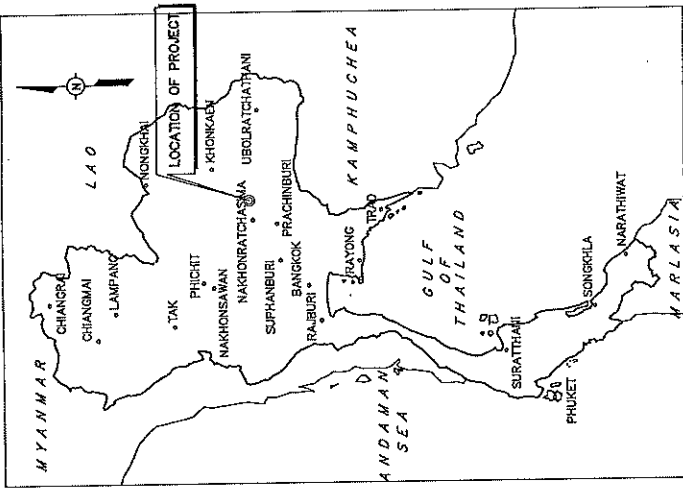 N
LOCATION OF PROJECT
MYANMAR
LAO
CHIANGRAI
CHIANGMAI
LAMPANG
NONGKHAI
TAK
PHICHIT
KHONKAEN
NAKHONSAWAN
NAKHONRATCHASIMA
UBOLRATCHATHANI
SUPHANBURI
PRACHINBURI
BANGKOK
RAJBURI
RAYONG
TRAD
KAMPHUCHEA
GULF
OF
THAILAND
ANDAMAN
SEA
SURATTHANI
PHUKET
SONGKHLA
NARATHIWAT
MARLASIA